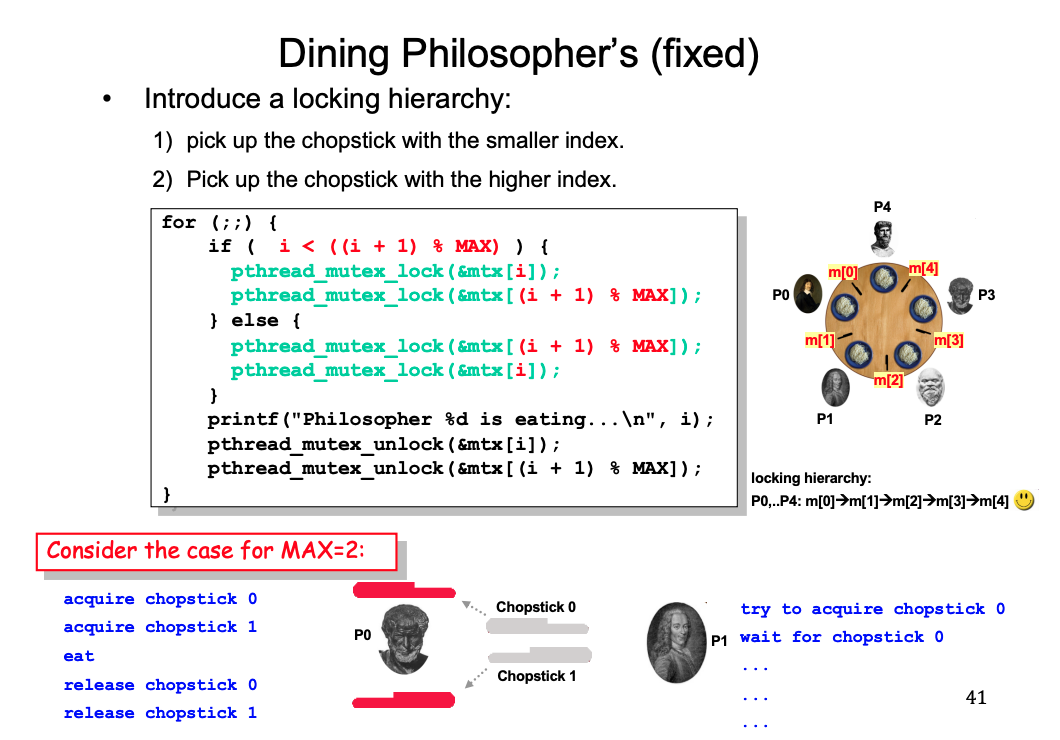 Dining Philosopher’s (fixed)
• Introduce a locking hierarchy:
1) pick up the chopstick with the smaller index.
2) Pick up the chopstick with the higher index.
for (;;) {
if ( i < ((i + 1) % MAX) ) {
pthread_mutex_lock(&mtx[i]);
pthread_mutex_lock(&mtx[(i + 1) % MAX]);
} else {
pthread_mutex_lock(&mtx[(i + 1) % MAX]);
pthread_mutex_lock(&mtx[i]);
}
printf("Philosopher %d is eating...\n", i);
pthread_mutex_unlock(&mtx[i]);
pthread_mutex_unlock(&mtx[(i + 1) % MAX]);
}
P4
m[0] m[4]
P0 P3
m[1] m[3]
m[2]
P1 P2
locking hierarchy:
P0,..P4: m[0]→m[1]→m[2]→m[3]→m[4]
Consider the case for MAX=2:
acquire chopstick 0
acquire chopstick 1
eat
release chopstick 0
release chopstick 1
P0
Chopstick 0
Chopstick 1
P1
try to acquire chopstick 0
wait for chopstick 0
...
...
...
41